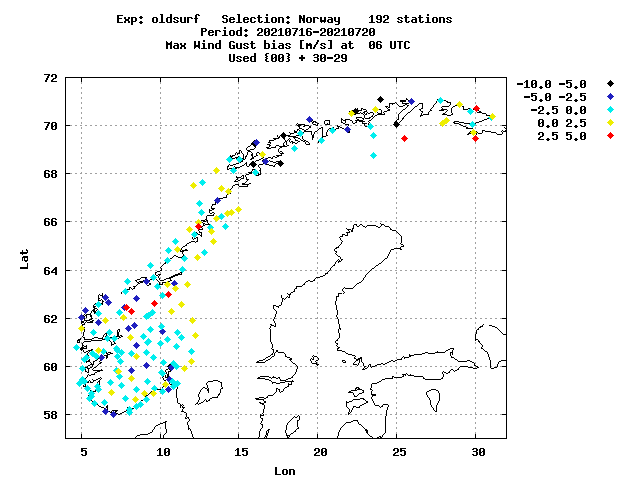 Exp: oldsurf Selection: Norway 192 stations
Period: 20210716-20210720
Max Wind Gust bias [m/s] at 06 UTC
Used {00} + 30-29
72
70
68
66
64
62
60
58
Lat
5 10 15 20 25 30
Lon
-10.0 -5.0
-5.0 -2.5
-2.5 0.0
0.0 2.5
2.5 5.0